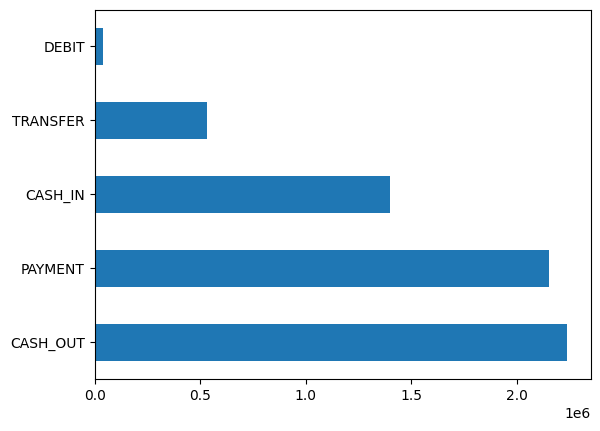 DEBIT
TRANSFER
CASH_IN
PAYMENT
CASH_OUT
0.0 0.5 1.0 1.5 2.0
1e6